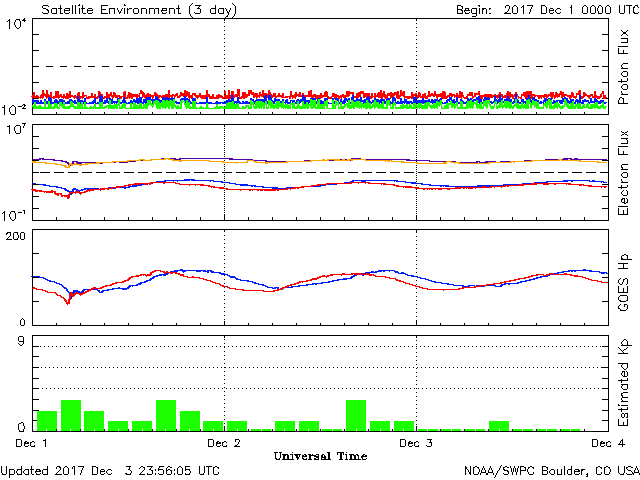 Satellite Environment (3 day)
Begin: 2017 Dec 1 0000 UTC
10^4
10^-2
Proton Flux
10^7
10^-1
Electron Flux
200
0
GOES Hp
9
0
Estimated Kp
Dec 1 Dec 2 Dec 3 Dec 4
Universal Time
Updated 2017 Dec 3 23:56:05 UTC
NOAA/SWPC Boulder, CO USA